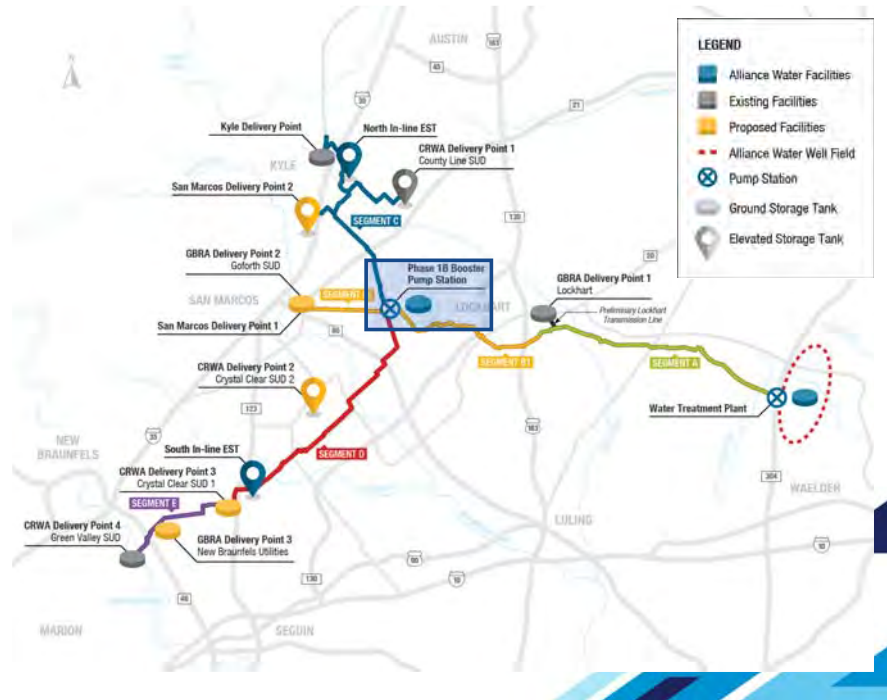 AUSTIN
183
45
35
21
N
Kyle Delivery Point
North In-line EST
CRWA Delivery Point 1
County Line SUD
KYLE
San Marcos Delivery Point 2
SEGMENT C
130
GBRA Delivery Point 2
Goforth SUD
Phase 1B Booster
Pump Station
GBRA Delivery Point 1
Lockhart
SAN MARCOS
LOCKHART
Preliminary Lockhart
Transmission Line
San Marcos Delivery Point 1
80
SEGMENT B1
SEGMENT A
CRWA Delivery Point 2
Crystal Clear SUD 2
Water Treatment Plant
123
35
183
NEW
BRAUNFELS
South In-line EST
SEGMENT D
304
WAELDER
CRWA Delivery Point 3
Crystal Clear SUD 1
SEGMENT E
CRWA Delivery Point 4
Green Valley SUD
GBRA Delivery Point 3
New Braunfels Utilities
LULING
10
90
10
130
46
MARION
SEGUIN
LEGEND
Alliance Water Facilities
Existing Facilities
Proposed Facilities
Alliance Water Well Field
Pump Station
Ground Storage Tank
Elevated Storage Tank